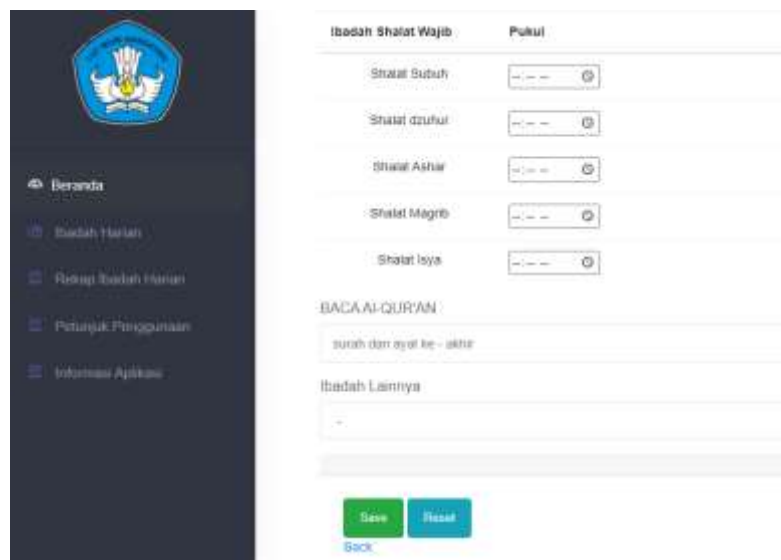 Beranda
Ibadah Harian
Rekap Ibadah Harian
Petunjuk Penggunaan
Informasi Aplikasi
Ibadah Shalat Wajib Pukul
Shalat Subuh --:-- --
Shalat dzuhur --:-- --
Shalat Ashar --:-- --
Shalat Magrib --:-- --
Shalat Isya --:-- --
BACA Al-QUR'AN
surah dan ayat ke - akhir
Ibadah Lainnya
-
Save Reset
Back